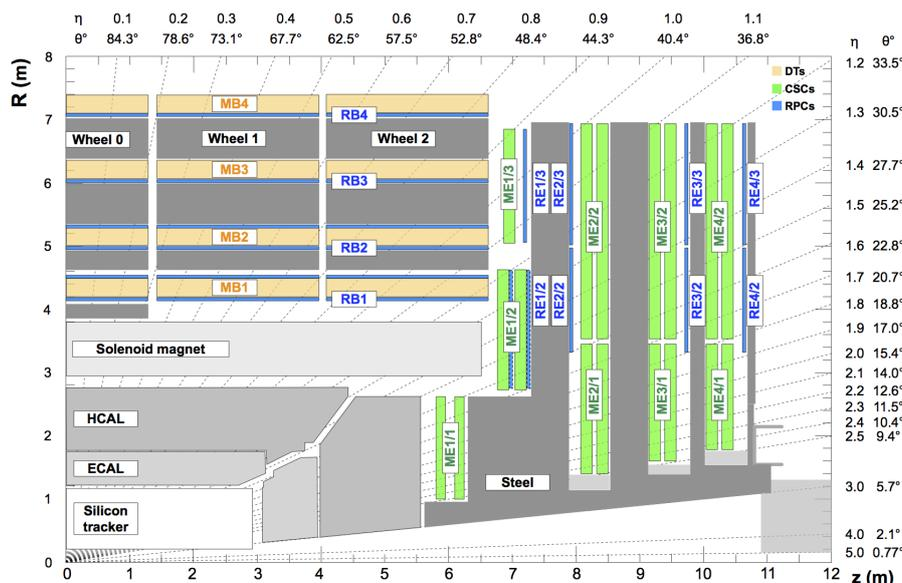 η 0.1 0.2 0.3 0.4 0.5 0.6 0.7 0.8 0.9 1.0 1.1
θ° 84.3° 78.6° 73.1° 67.7° 62.5° 57.5° 52.8° 48.4° 44.3° 40.4° 36.8° η θ°
R (m)
8
1.2 33.5°
DTs
CSCs
RPCs
MB4
RB4
7
1.3 30.5°
Wheel 0 Wheel 1 Wheel 2
MB3
RB3
6
ME1/3
RE1/3
RE2/3
RE3/3
RE4/3
1.4 27.7°
1.5 25.2°
ME2/2
ME3/2
ME4/2
MB2
RB2
5
1.6 22.8°
MB1
RB1
ME1/2
RE1/2
RE2/2
RE3/2
RE4/2
1.7 20.7°
4
1.8 18.8°
1.9 17.0°
Solenoid magnet
2.0 15.4°
3
2.1 14.6°
2.2 12.6°
2.3 11.5°
HCAL
ME1/1
ME2/1
ME3/1
ME4/1
2.4 10.4°
2
2.5 9.4°
ECAL
Steel
1
3.0 5.7°
Silicon
tracker
4.0 2.1°
0
5.0 0.77°
0 1 2 3 4 5 6 7 8 9 10 11 12
z (m)